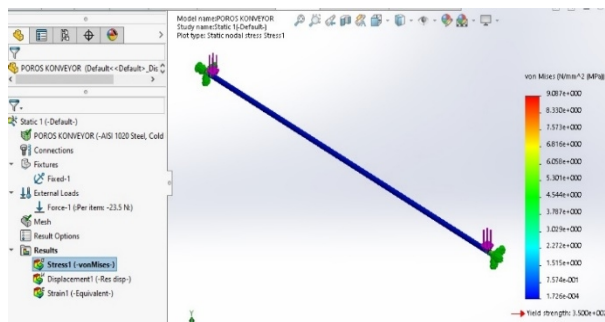 Model name:POROS KONVEYOR
Study name:Static 1(-Default-)
Plot type: Static nodal stress Stress1
POROS KONVEYOR (Default<<Default>_Dis
Static 1 (-Default-)
POROS KONVEYOR (-AISI 1020 Steel, Cold
Connections
Fixtures
Fixed-1
External Loads
Force-1 (:Per item: -23.5 N:)
Mesh
Result Options
Results
Stress1 (-vonMises-)
Displacement1 (-Res disp-)
Strain1 (-Equivalent-)
von Mises (N/mm^2 (MPa))
9.087e+000
8.330e+000
7.573e+000
6.816e+000
6.058e+000
5.301e+000
4.544e+000
3.787e+000
3.029e+000
2.272e+000
1.515e+000
7.574e-001
1.726e-004
Yield strength: 3.500e+002
Y